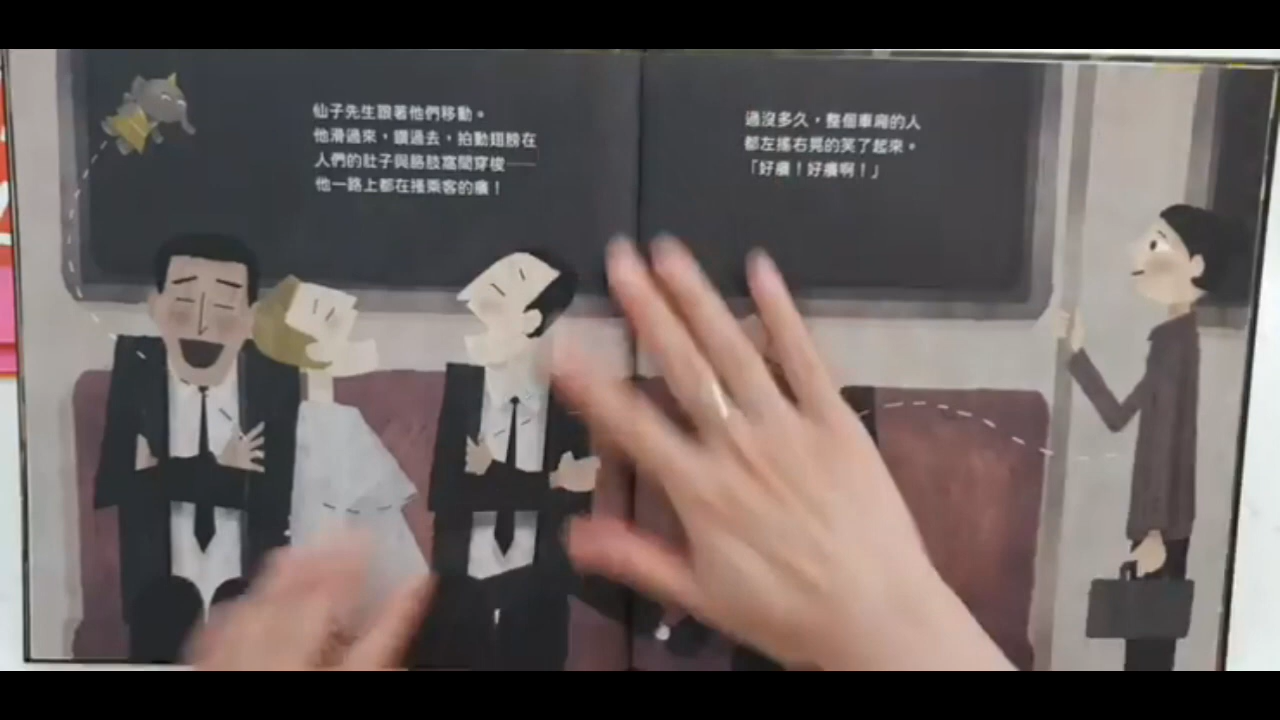 仙子先生跟著他們移動。
他滑過來，鑽過去，拍動翅膀在
人們的肚子與胳肢窩間穿梭——
他一路上都在搔乘客的癢！
過沒多久，整個車廂的人
都左搖右晃的笑了起來。
「好癢！好癢啊！」